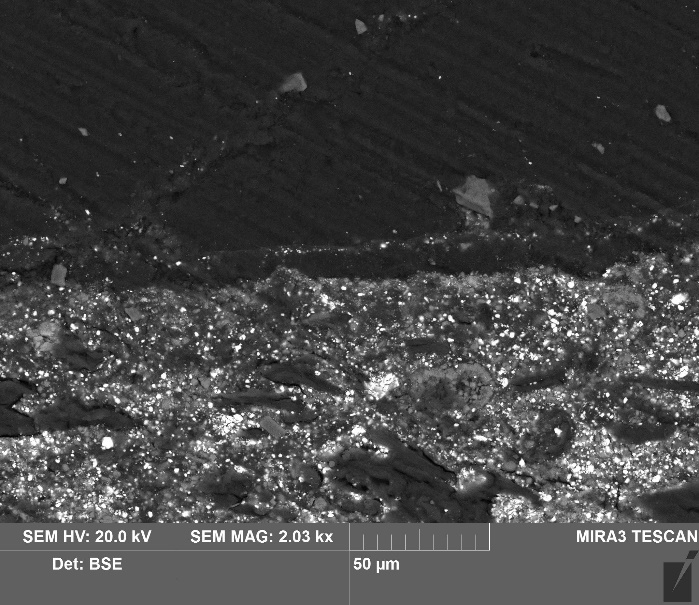 SEM HV: 20.0 kV SEM MAG: 2.03 kx MIRA3 TESCAN
Det: BSE 50 µm